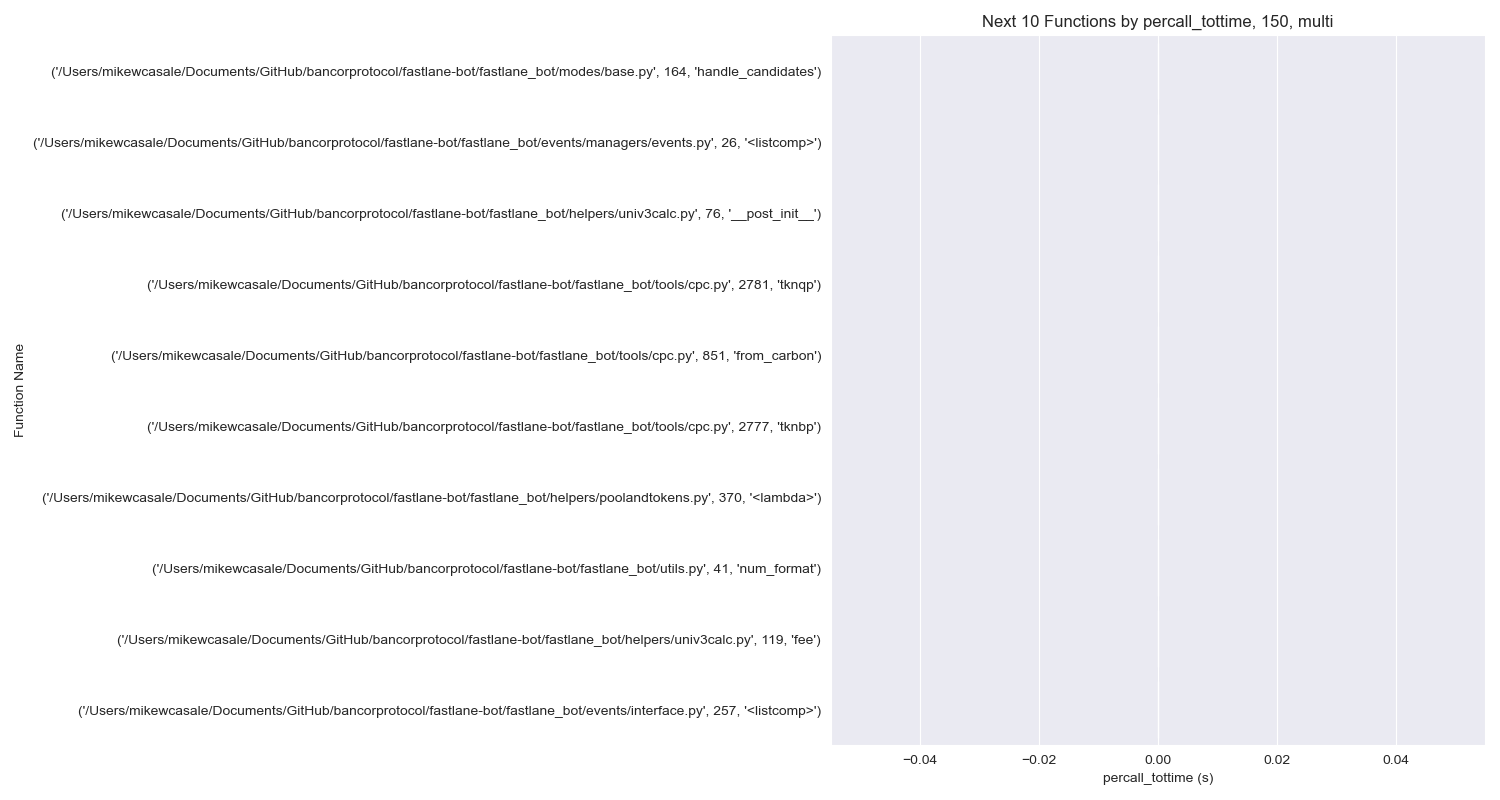 Next 10 Functions by percall_tottime, 150, multi
('/Users/mikewcasale/Documents/GitHub/bancorprotocol/fastlane-bot/fastlane_bot/modes/base.py', 164, 'handle_candidates')
('/Users/mikewcasale/Documents/GitHub/bancorprotocol/fastlane-bot/fastlane_bot/events/managers/events.py', 26, '<listcomp>')
('/Users/mikewcasale/Documents/GitHub/bancorprotocol/fastlane-bot/fastlane_bot/helpers/univ3calc.py', 76, '__post_init__')
('/Users/mikewcasale/Documents/GitHub/bancorprotocol/fastlane-bot/fastlane_bot/tools/cpc.py', 2781, 'tknqp')
('/Users/mikewcasale/Documents/GitHub/bancorprotocol/fastlane-bot/fastlane_bot/tools/cpc.py', 851, 'from_carbon')
('/Users/mikewcasale/Documents/GitHub/bancorprotocol/fastlane-bot/fastlane_bot/tools/cpc.py', 2777, 'tknbp')
('/Users/mikewcasale/Documents/GitHub/bancorprotocol/fastlane-bot/fastlane_bot/helpers/poolandtokens.py', 370, '<lambda>')
('/Users/mikewcasale/Documents/GitHub/bancorprotocol/fastlane-bot/fastlane_bot/utils.py', 41, 'num_format')
('/Users/mikewcasale/Documents/GitHub/bancorprotocol/fastlane-bot/fastlane_bot/helpers/univ3calc.py', 119, 'fee')
('/Users/mikewcasale/Documents/GitHub/bancorprotocol/fastlane-bot/fastlane_bot/events/interface.py', 257, '<listcomp>')
Function Name
−0.04 −0.02 0.00 0.02 0.04
percall_tottime (s)